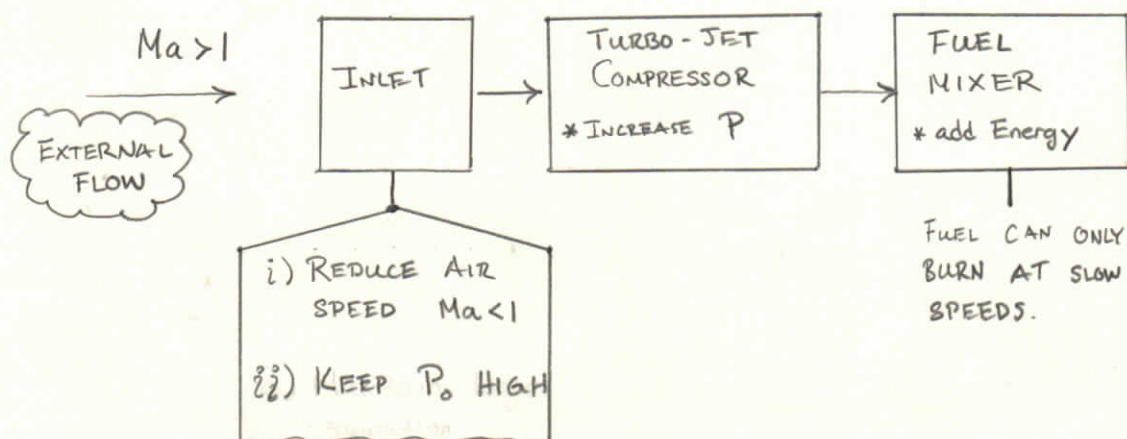 Ma>1
EXTERNAL
FLOW
INLET
TURBO-JET
COMPRESSOR
* INCREASE P
FUEL
MIXER
* add Energy
i) REDUCE AIR
SPEED Ma<1
ii) KEEP P₀ HIGH
FUEL CAN ONLY
BURN AT SLOW
SPEEDS.